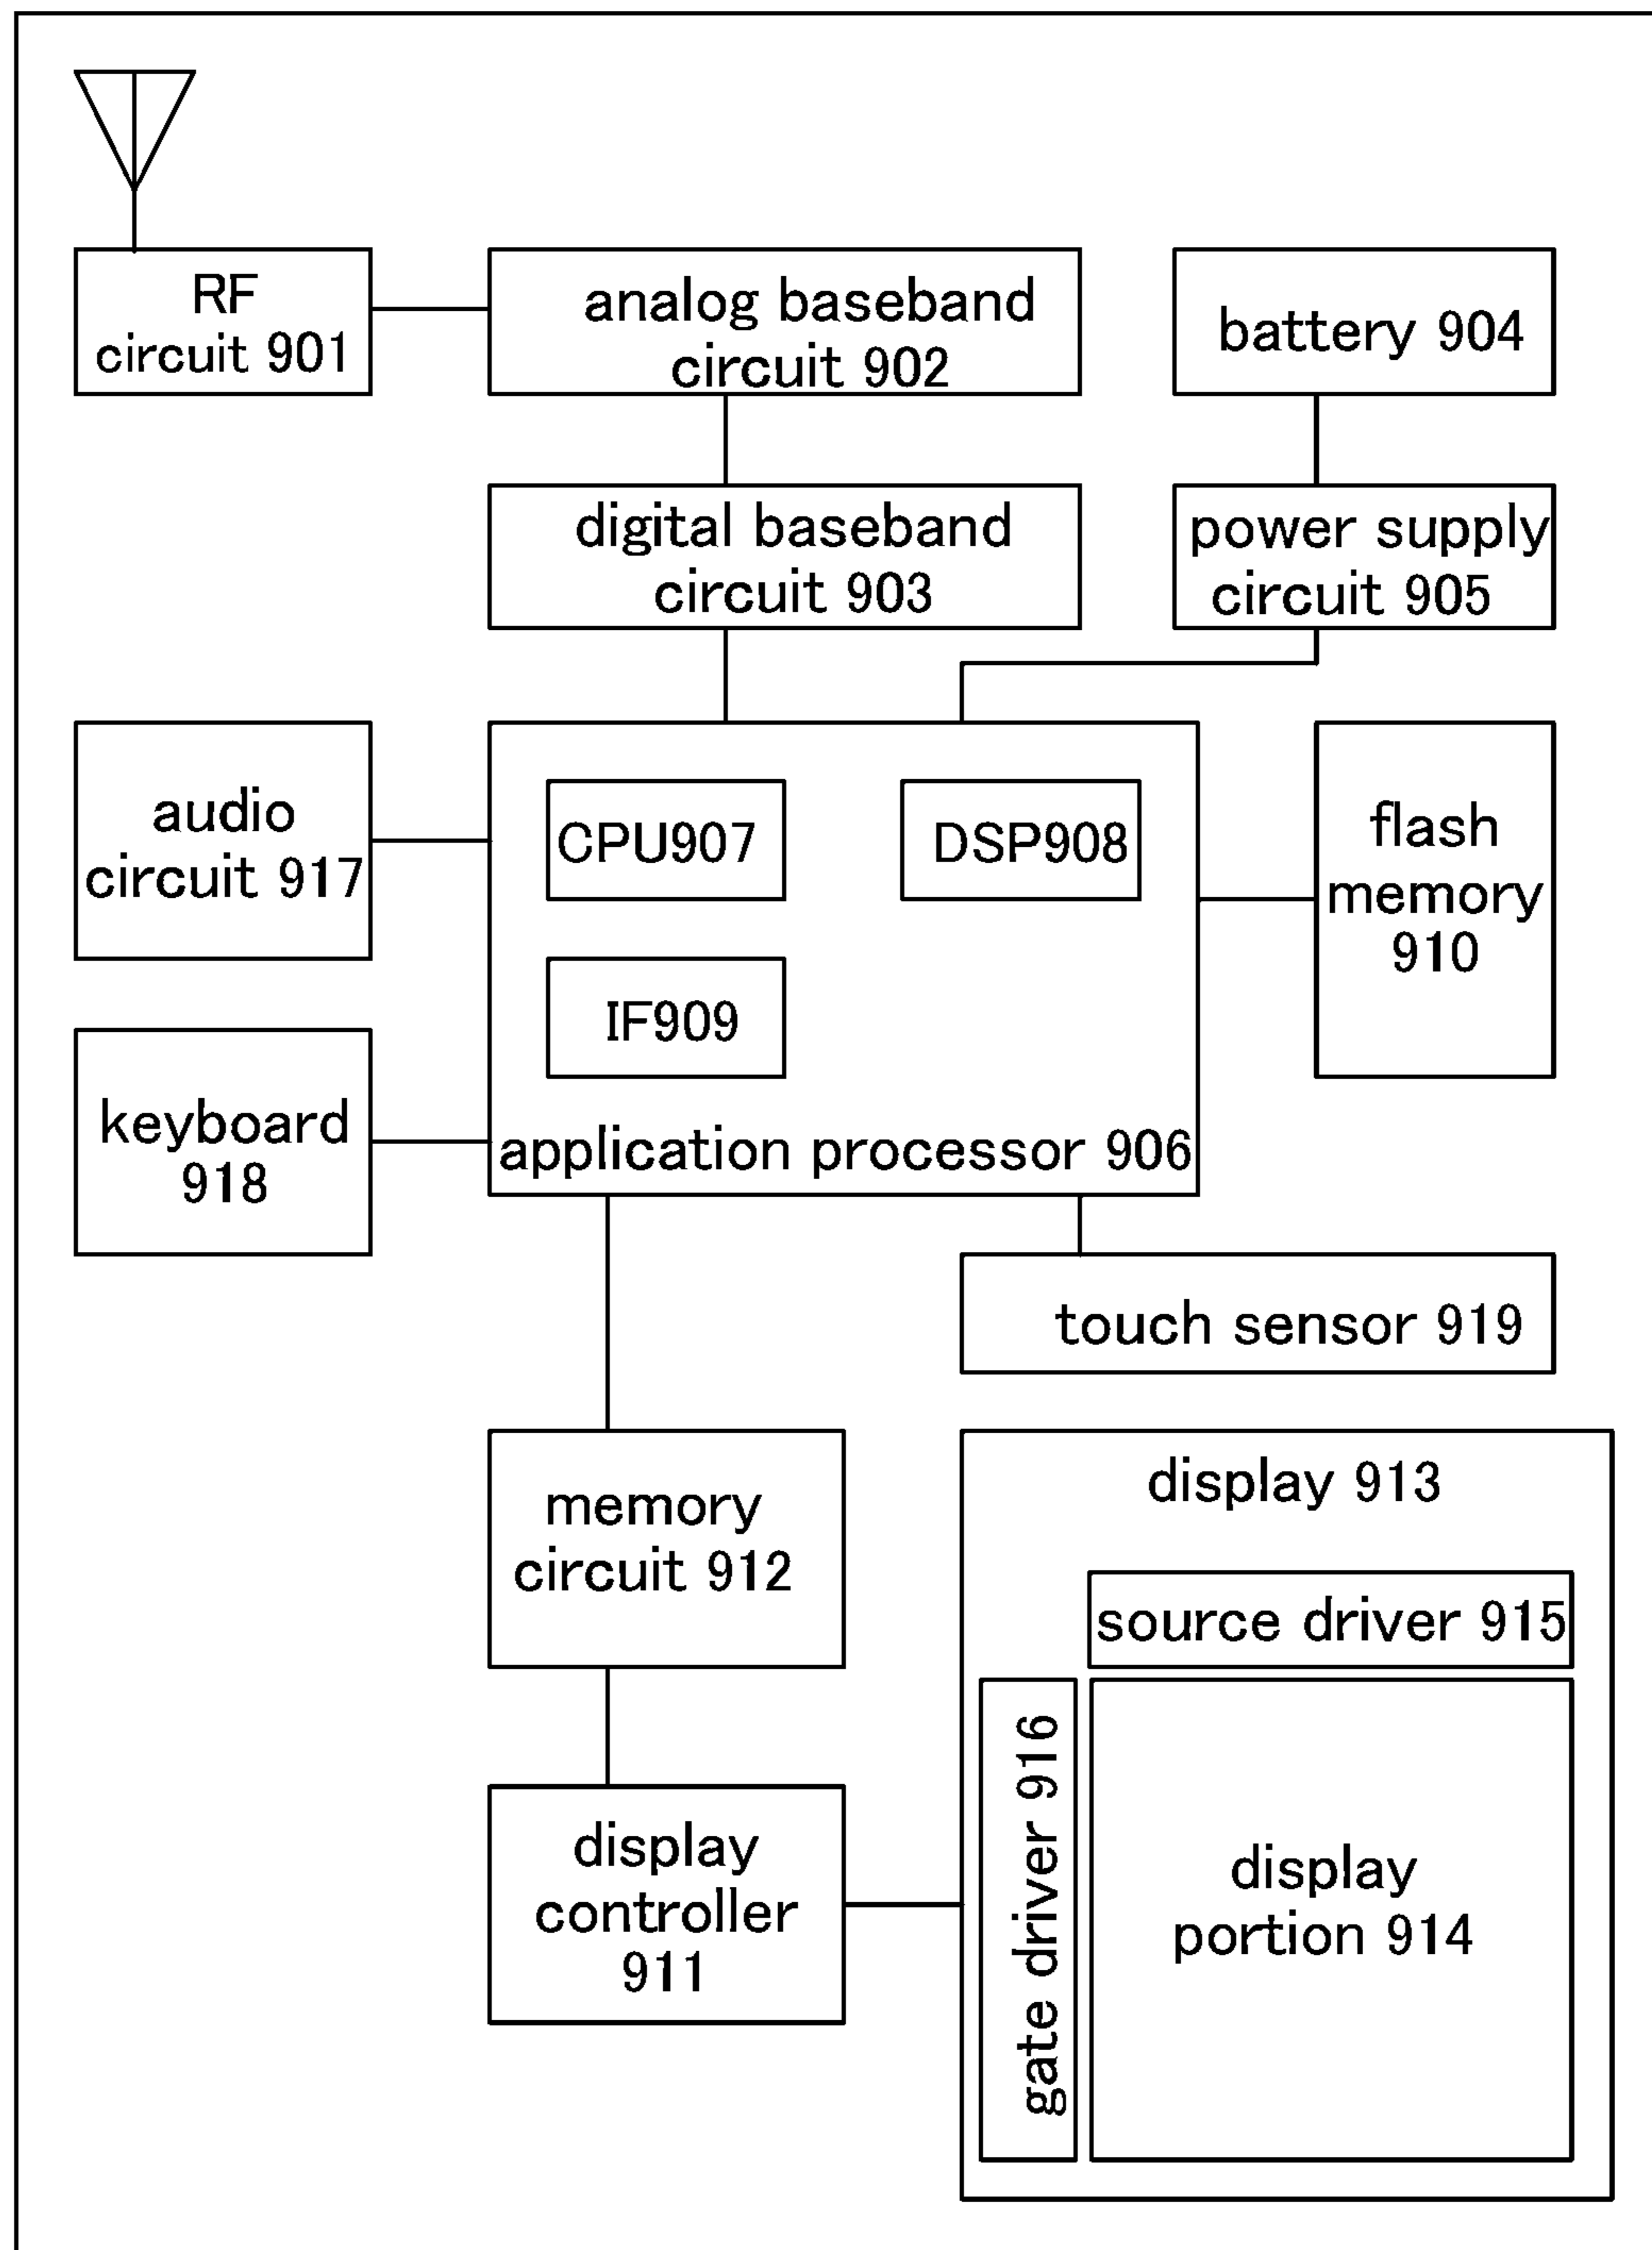 RF
circuit 901
analog baseband
circuit 902
battery 904
digital baseband
circuit 903
power supply
circuit 905
audio
circuit 917
CPU907
DSP908
flash
memory
910
IF909
keyboard
918
application processor 906
touch sensor 919
memory
circuit 912
display 913
source driver 915
gate driver 916
display
portion 914
display
controller
911